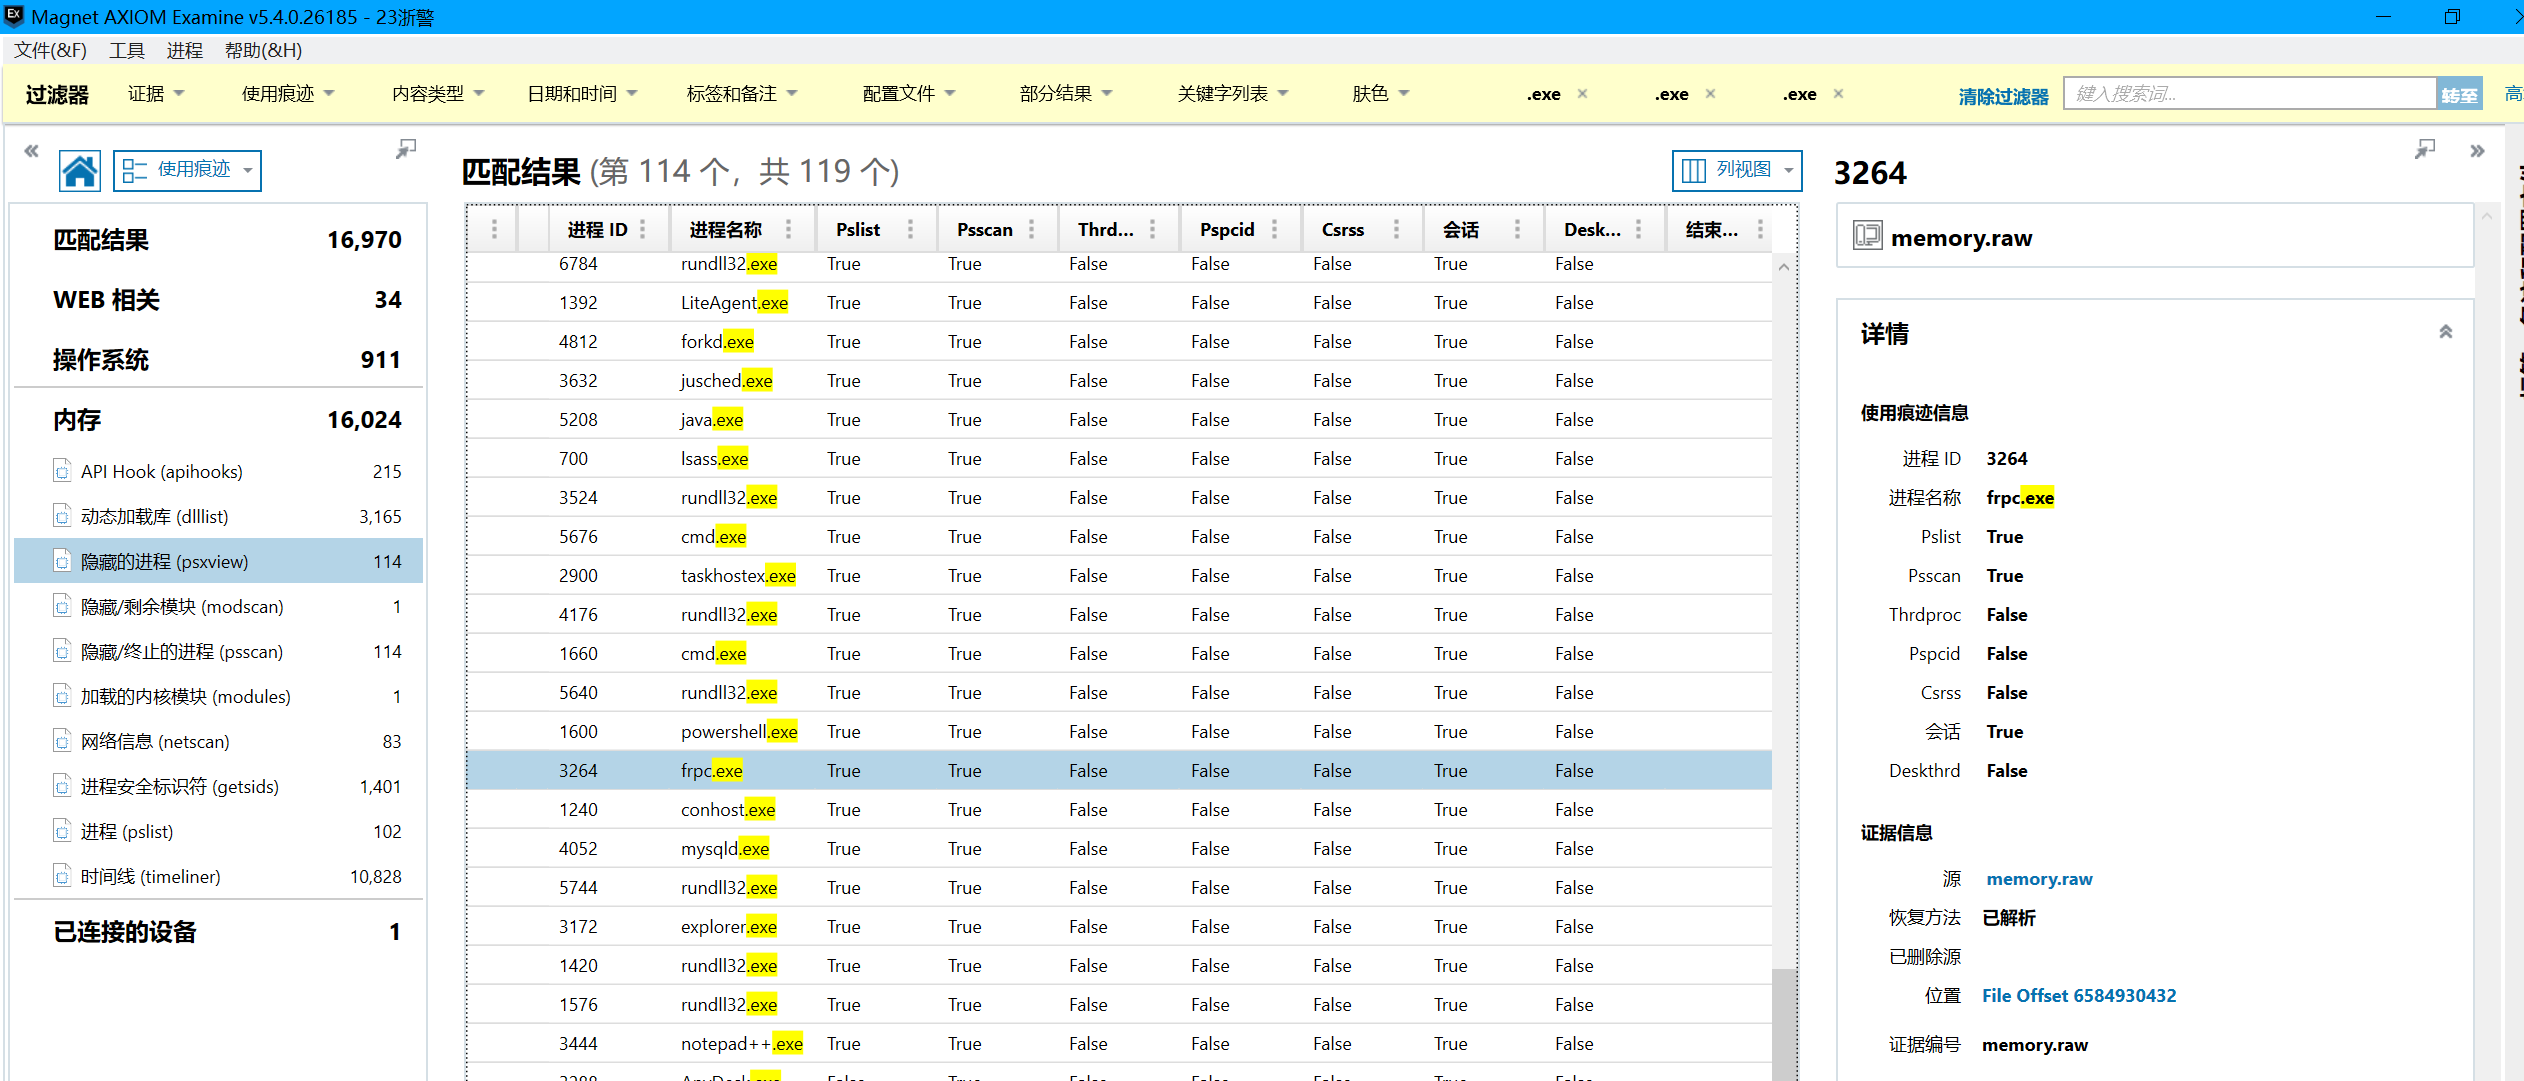 Magnet AXIOM Examine v5.4.0.26185 - 23浙警
文件(&F) 工具 进程 帮助(&H)
过滤器 证据 使用痕迹 内容类型 日期和时间 标签和备注 配置文件 部分结果 关键字列表 肤色 .exe × .exe × .exe × 清除过滤器 键入搜索词... 转至
使用痕迹
匹配结果 16,970
WEB 相关 34
操作系统 911
内存 16,024
API Hook (apihooks) 215
动态加载库 (dlllist) 3,165
隐藏的进程 (psxview) 114
隐藏/剩余模块 (modscan) 1
隐藏/终止的进程 (psscan) 114
加载的内核模块 (modules) 1
网络信息 (netscan) 83
进程安全标识符 (getsids) 1,401
进程 (pslist) 102
时间线 (timeliner) 10,828
已连接的设备 1
匹配结果 (第 114 个，共 119 个) 列视图
进程 ID 进程名称 Pslist Psscan Thrd... Pspcid Csrss 会话 Desk... 结束...
6784 rundll32.exe True True False False False True False
1392 LiteAgent.exe True True False False False True False
4812 forkd.exe True True False False False True False
3632 jusched.exe True True False False False True False
5208 java.exe True True False False False True False
700 lsass.exe True True False False False True False
3524 rundll32.exe True True False False False True False
5676 cmd.exe True True False False False True False
2900 taskhostex.exe True True False False False True False
4176 rundll32.exe True True False False False True False
1660 cmd.exe True True False False False True False
5640 rundll32.exe True True False False False True False
1600 powershell.exe True True False False False True False
3264 frpc.exe True True False False False True False
1240 conhost.exe True True False False False True False
4052 mysqld.exe True True False False False True False
5744 rundll32.exe True True False False False True False
3172 explorer.exe True True False False False True False
1420 rundll32.exe True True False False False True False
1576 rundll32.exe True True False False False True False
3444 notepad++.exe True True False False False True False
3264
memory.raw
详情
使用痕迹信息
进程 ID 3264
进程名称 frpc.exe
Pslist True
Psscan True
Thrdproc False
Pspcid False
Csrss False
会话 True
Deskthrd False
证据信息
源 memory.raw
恢复方法 已解析
已删除源
位置 File Offset 6584930432
证据编号 memory.raw